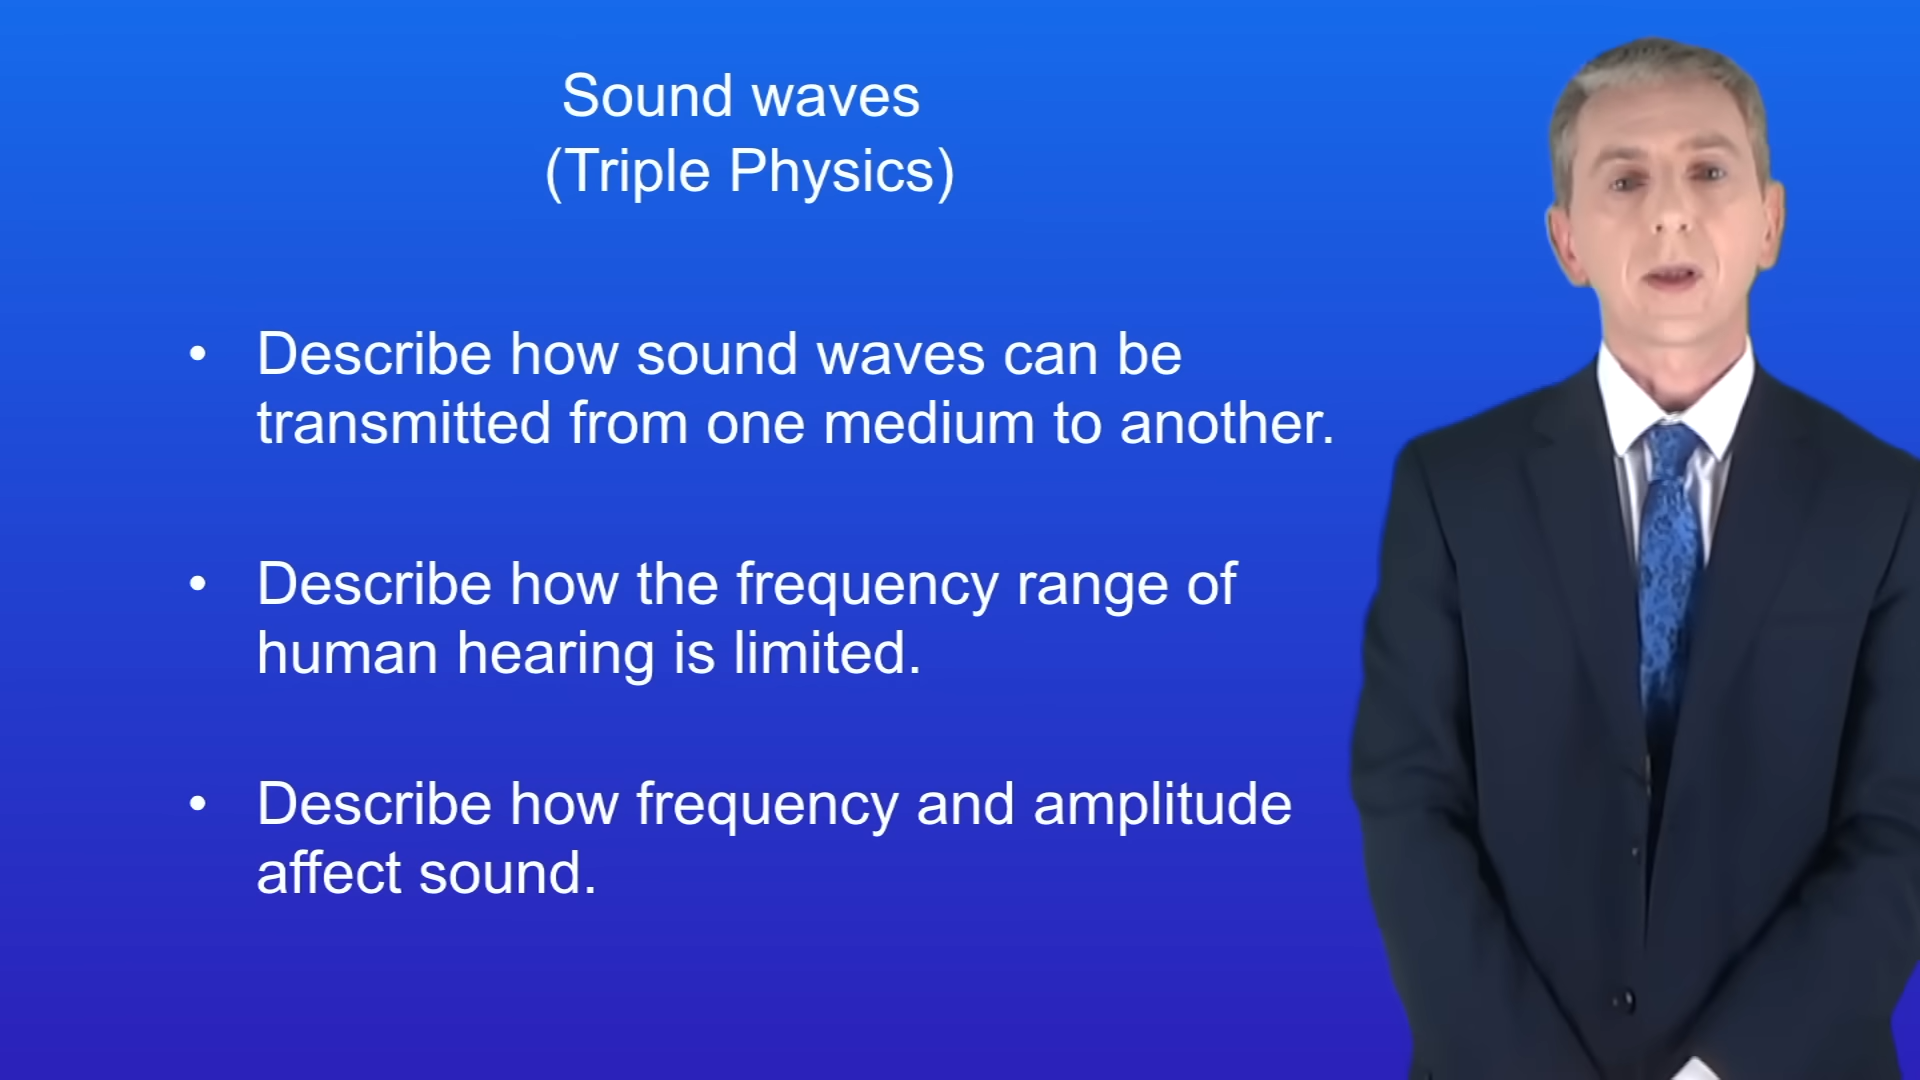 Sound waves
(Triple Physics)
• Describe how sound waves can be
transmitted from one medium to another.
• Describe how the frequency range of
human hearing is limited.
• Describe how frequency and amplitude
affect sound.